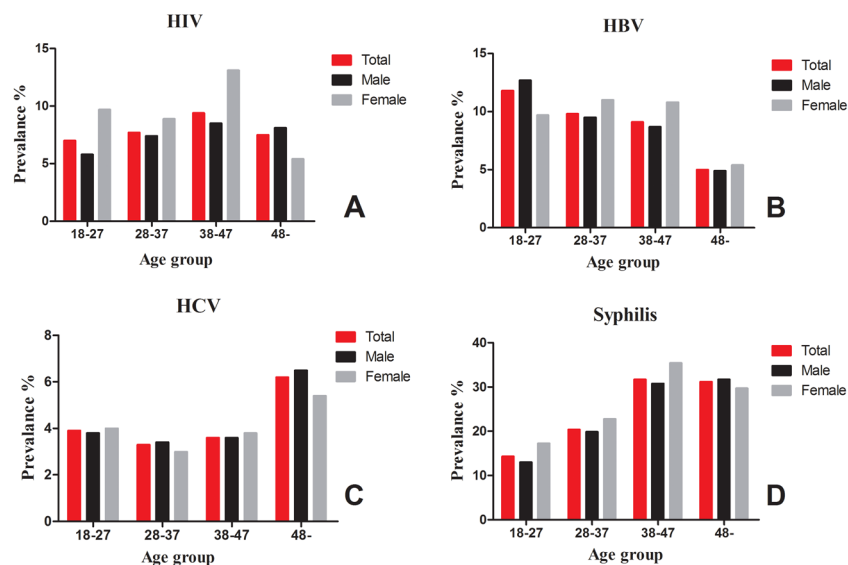 HIV
15
10
5
0
Prevalance %
18-27 28-37 38-47 48-
Age group
Total
Male
Female
A
HBV
15
10
5
0
Prevalance %
18-27 28-37 38-47 48-
Age group
Total
Male
Female
B
HCV
8
6
4
2
0
Prevalance %
18-27 28-37 38-47 48-
Age group
Total
Male
Female
C
Syphilis
40
30
20
10
0
Prevalance %
18-27 28-37 38-47 48-
Age group
Total
Male
Female
D